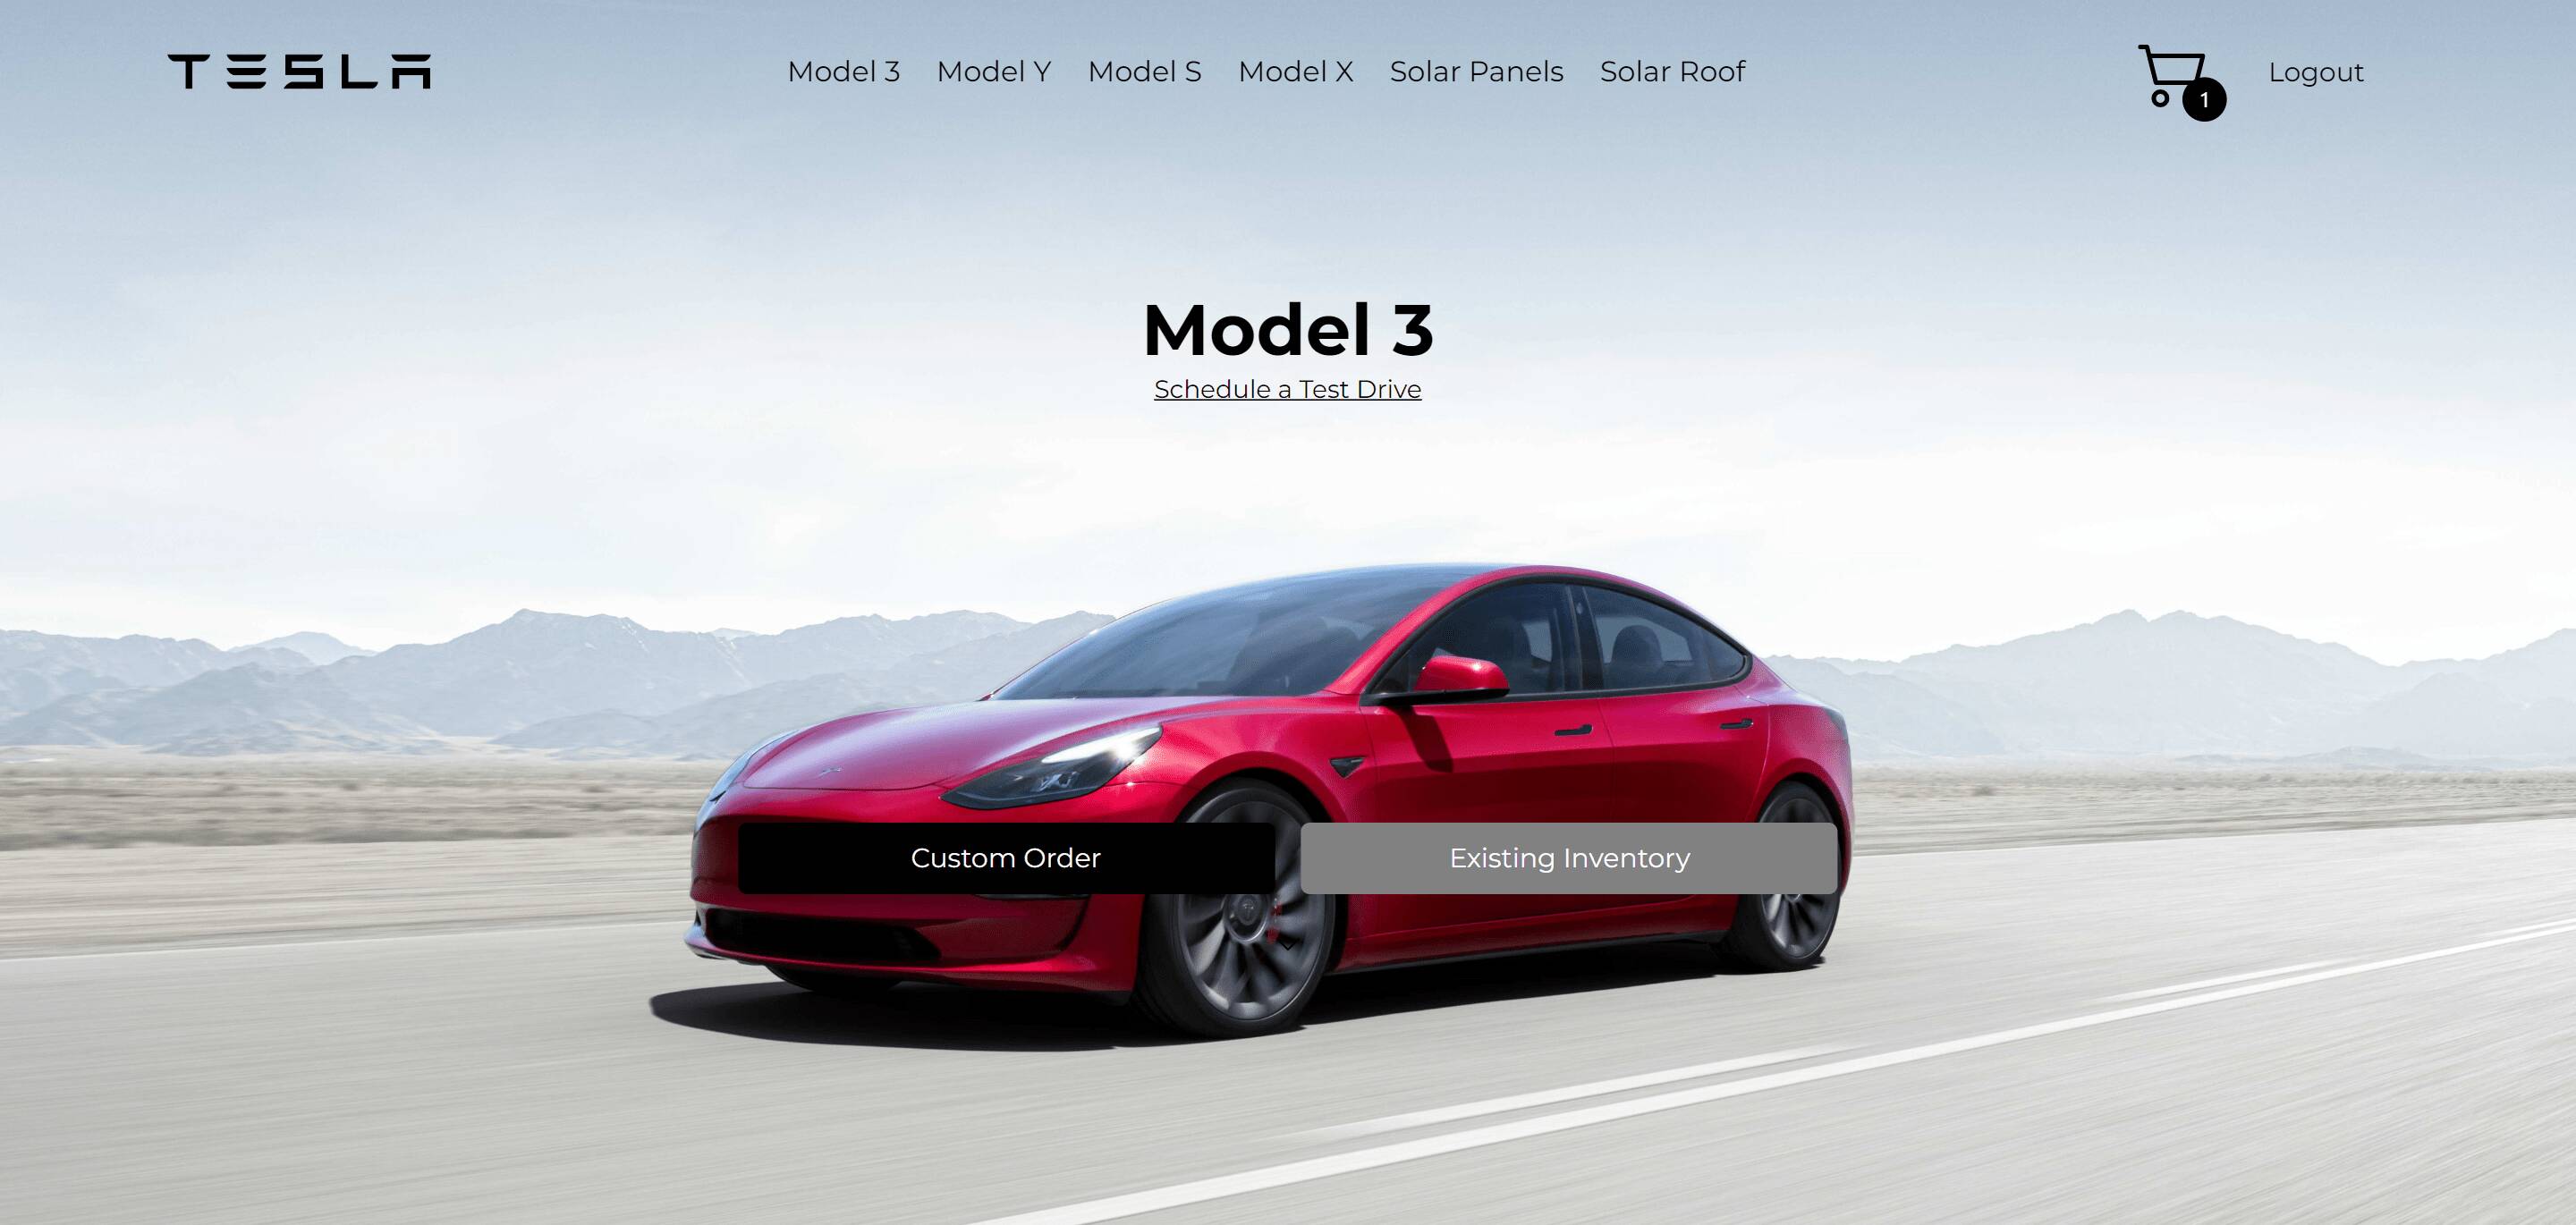 TESLA
Model 3 Model Y Model S Model X Solar Panels Solar Roof
1
Logout
Model 3
Schedule a Test Drive
Custom Order
Existing Inventory